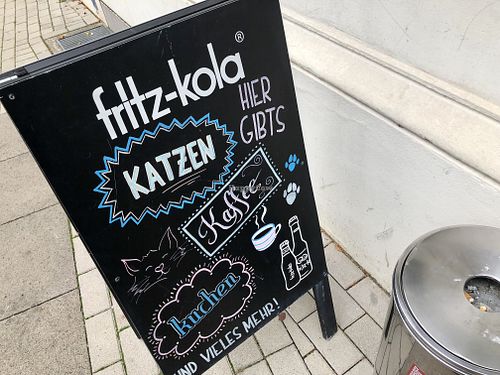 fritz-kola®
HIER
GIBTS
KATZEN
Kaffee
kuchen
UND VIELES MEHR!